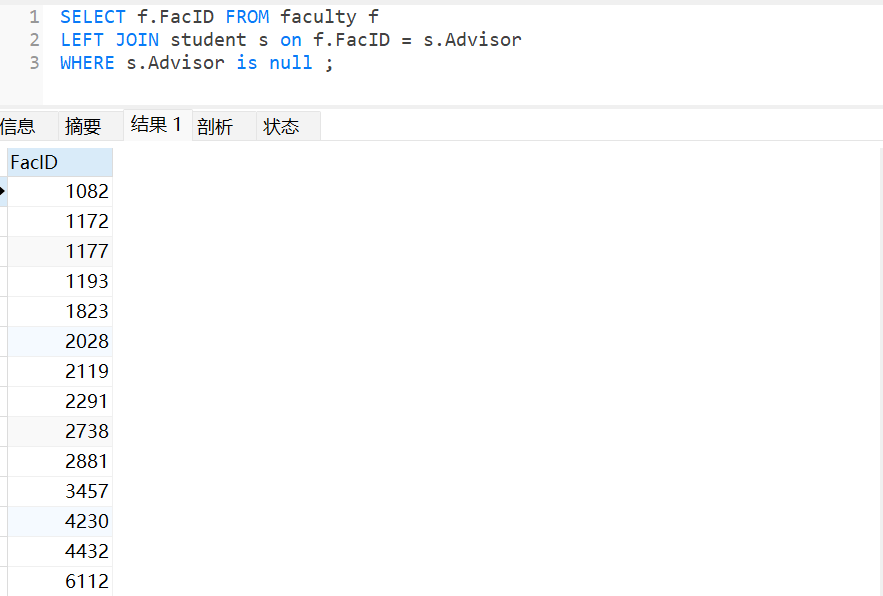 1 SELECT f.FacID FROM faculty f
2 LEFT JOIN student s on f.FacID = s.Advisor
3 WHERE s.Advisor is null ;
信息 摘要 结果 1 剖析 状态
FacID
1082
1172
1177
1193
1823
2028
2119
2291
2738
2881
3457
4230
4432
6112